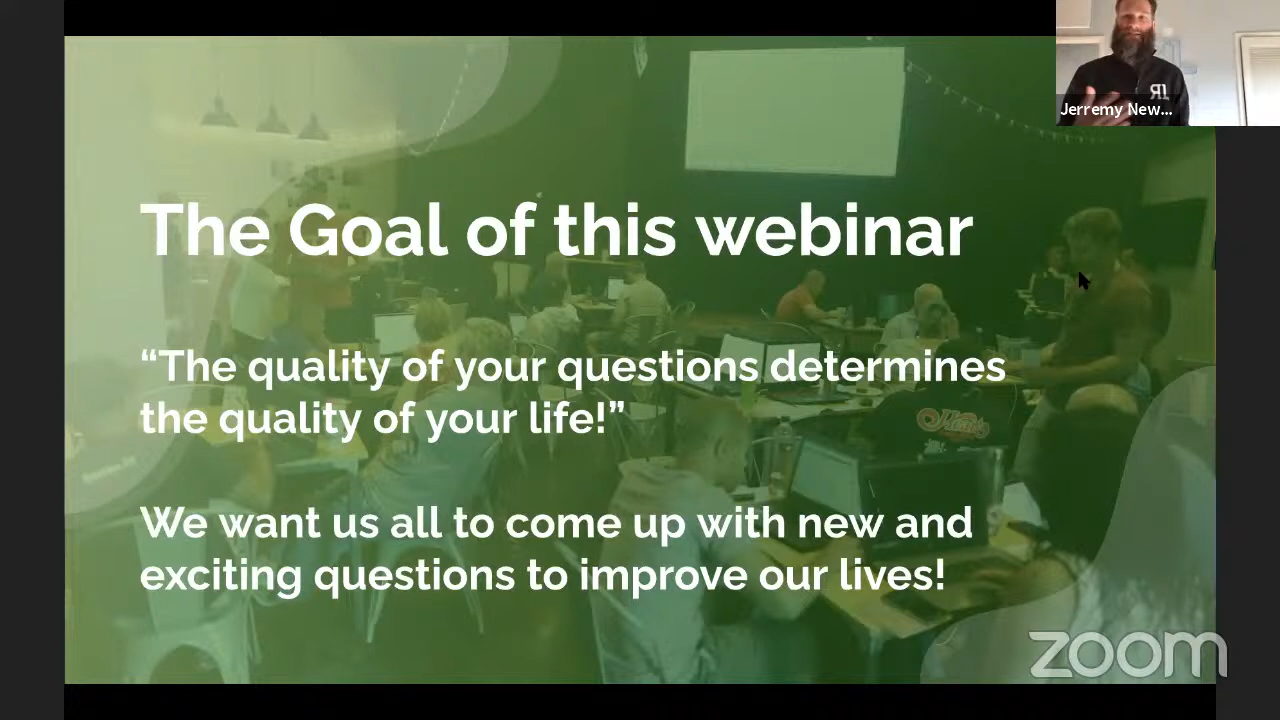 Jerremy New...
The Goal of this webinar
“The quality of your questions determines
the quality of your life!”
We want us all to come up with new and
exciting questions to improve our lives!
zoom